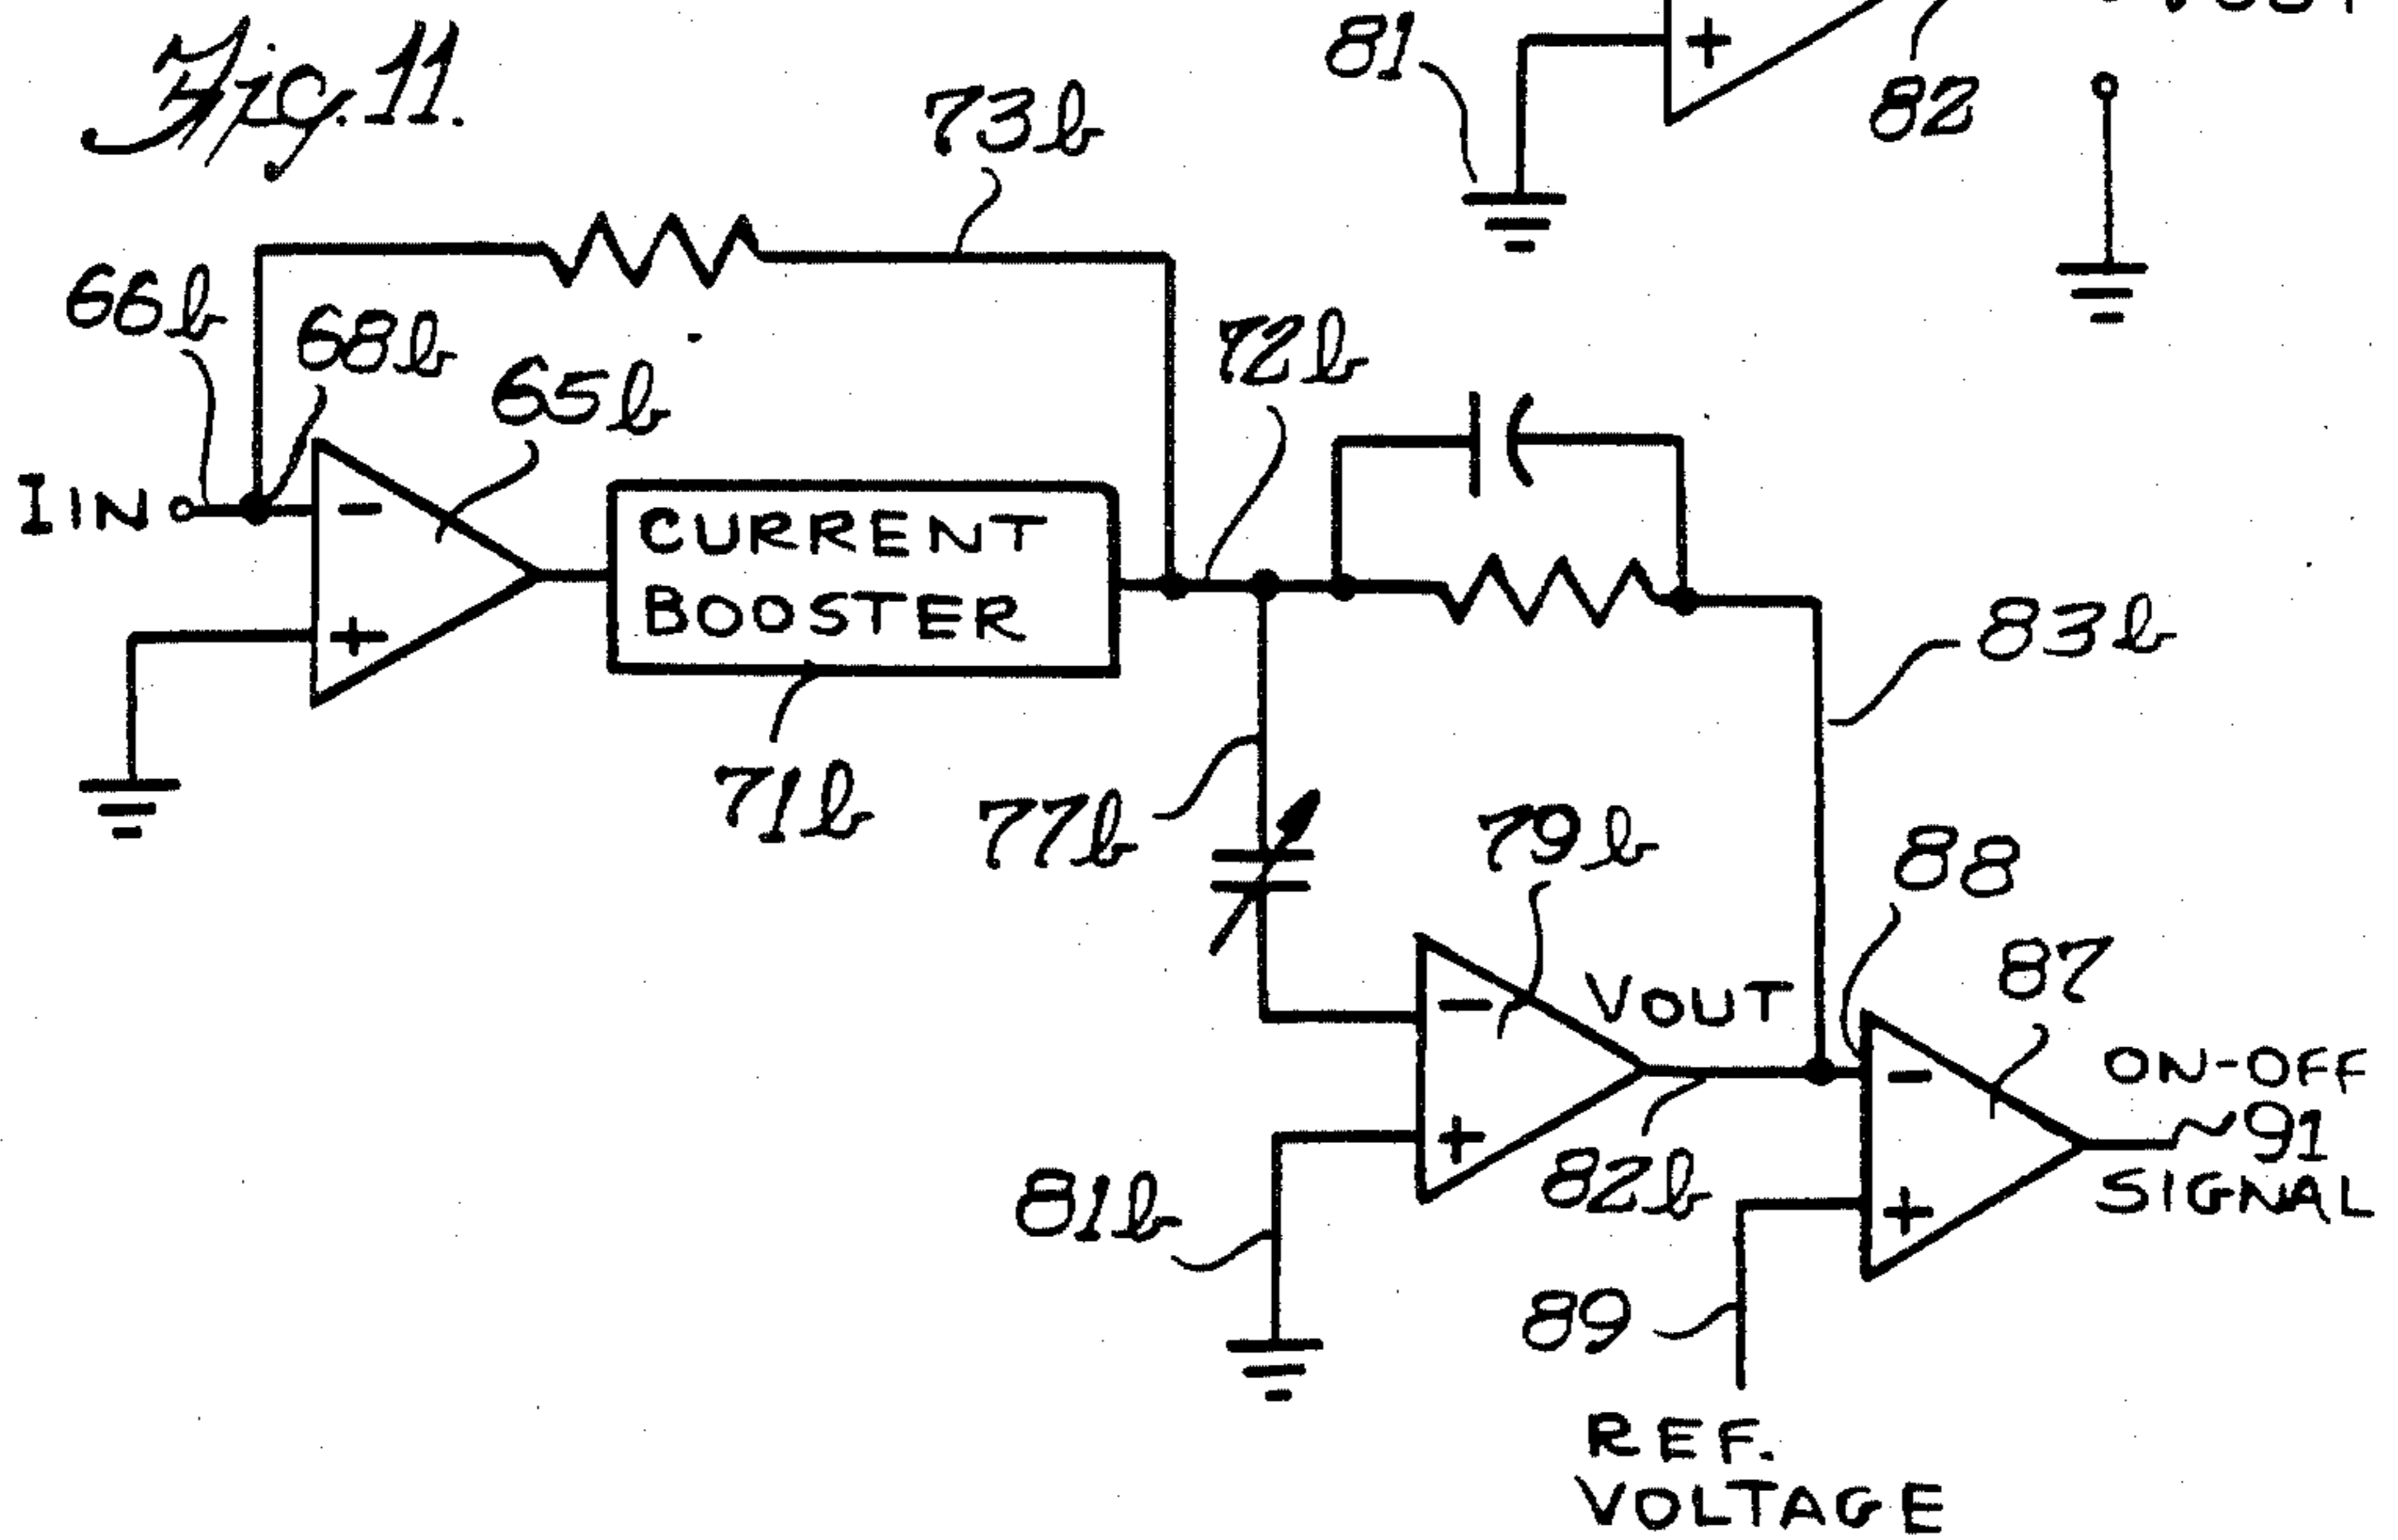 Fig. 11.
81
82
73b
66b
68b
65b
72b
IIN
CURRENT
BOOSTER
83b
71b
77b
79b
88
87
VOUT
ON-OFF
91
SIGNAL
82b
81b
89
REF.
VOLTAGE